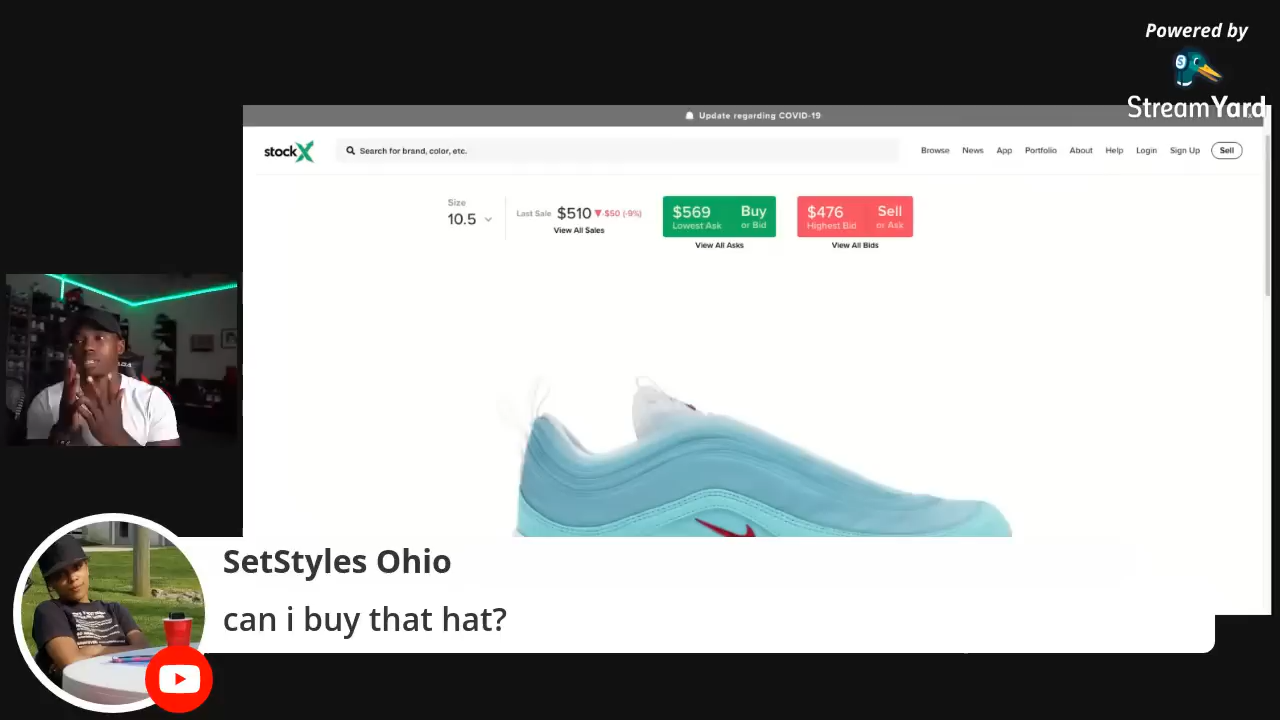 Powered by
StreamYard
Update regarding COVID-19
stockX
Search for brand, color, etc.
Browse News App Portfolio About Help Login Sign Up Sell
Size
10.5
Last Sale $510 ▼-$50 (-9%)
View All Sales
$569 Buy
Lowest Ask or Bid
View All Asks
$476 Sell
Highest Bid or Ask
View All Bids
SetStyles Ohio
can i buy that hat?